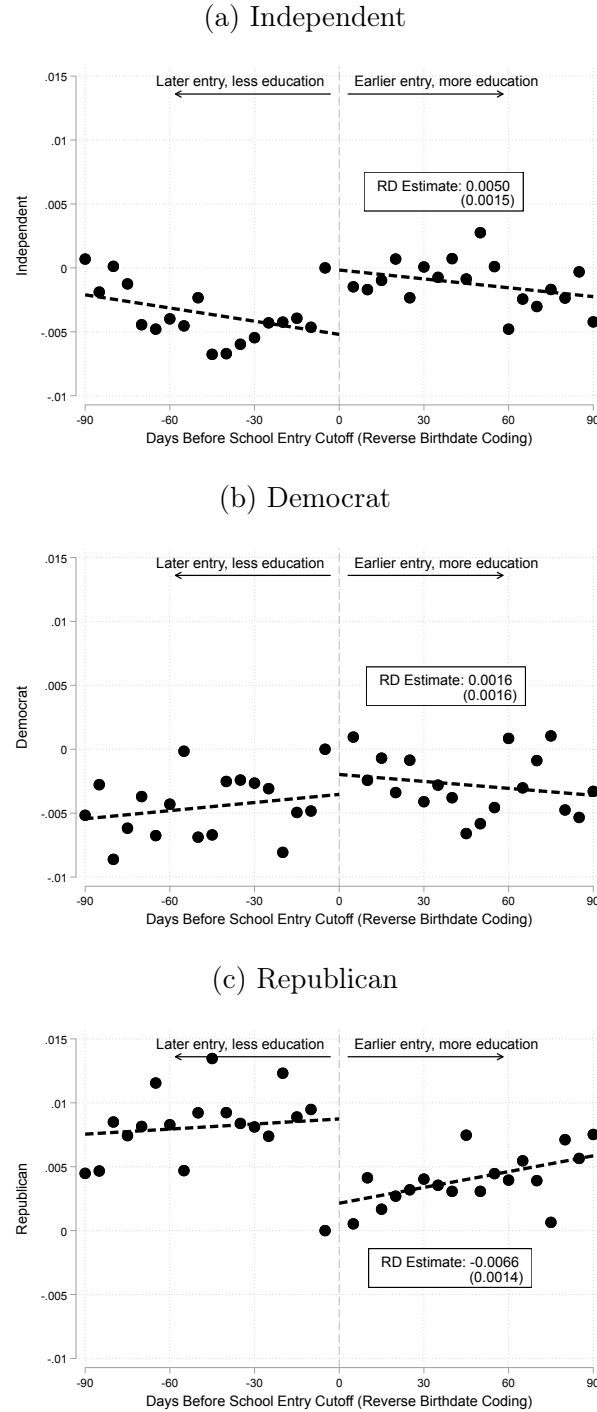 (a) Independent
Later entry, less education
Earlier entry, more education
.015
.01
.005
0
-.005
-.01
Independent
RD Estimate: 0.0050
(0.0015)
-90 -60 -30 0 30 60 90
Days Before School Entry Cutoff (Reverse Birthdate Coding)
(b) Democrat
Later entry, less education
Earlier entry, more education
.015
.01
.005
0
-.005
-.01
Democrat
RD Estimate: 0.0016
(0.0016)
-90 -60 -30 0 30 60 90
Days Before School Entry Cutoff (Reverse Birthdate Coding)
(c) Republican
Later entry, less education
Earlier entry, more education
.015
.01
.005
0
-.005
-.01
Republican
RD Estimate: -0.0066
(0.0014)
-90 -60 -30 0 30 60 90
Days Before School Entry Cutoff (Reverse Birthdate Coding)